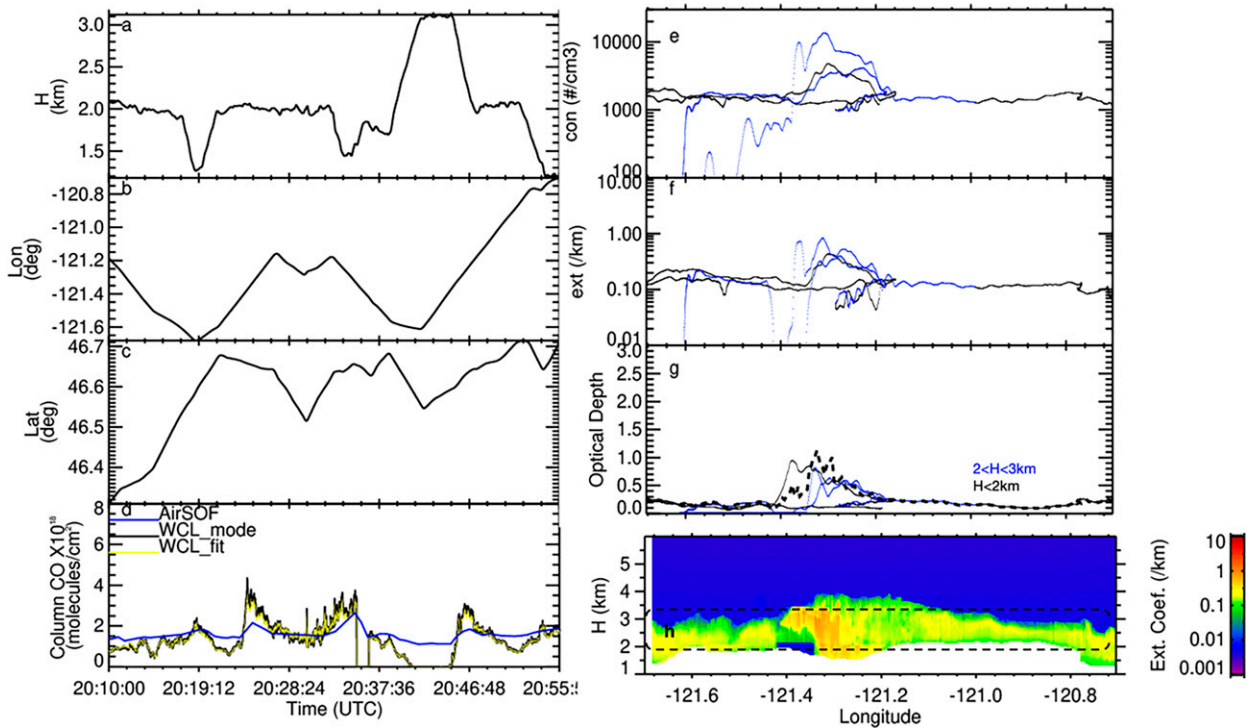 a
3.0
2.5
2.0
1.5
H
(km)
b
-120.8
-121.0
-121.2
-121.4
-121.6
Lon
(deg)
c
46.7
46.6
46.5
46.4
Lat
(deg)
d
AirSOF
WCL_mode
WCL_fit
8
6
4
2
0
Column CO X10¹⁸
(molecules/cm²)
20:10:00 20:19:12 20:28:24 20:37:36 20:46:48 20:55:5
Time (UTC)
e
10000
1000
100
con (#/cm3)
f
10.00
1.00
0.10
0.01
ext (/km)
g
3.0
2.5
2.0
1.5
1.0
0.5
0.0
Optical Depth
2<H<3km
H<2km
h
6
5
4
3
2
1
H (km)
-121.6 -121.4 -121.2 -121.0 -120.8
Longitude
Ext. Coef. (/km)
10
1
0.1
0.01
0.001